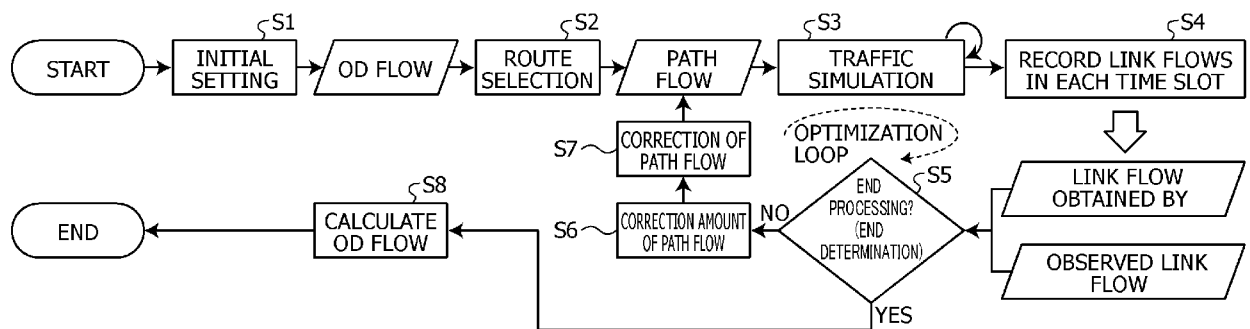 S1
S2
S3
S4
START
INITIAL
SETTING
OD FLOW
ROUTE
SELECTION
PATH
FLOW
TRAFFIC
SIMULATION
RECORD LINK FLOWS
IN EACH TIME SLOT
S7
CORRECTION OF
PATH FLOW
OPTIMIZATION
LOOP
S5
LINK FLOW
OBTAINED BY
END
S8
CALCULATE
OD FLOW
S6
CORRECTION AMOUNT
OF PATH FLOW
NO
END
PROCESSING?
(END
DETERMINATION)
YES
OBSERVED LINK
FLOW